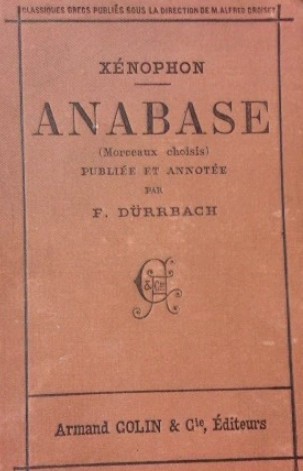 CLASSIQUES GRECS PUBLIÉS SOUS LA DIRECTION DE M. ALFRED CROISET
XÉNOPHON
ANABASE
(Morceaux choisis)
PUBLIÉE ET ANNOTÉE
PAR
F. DÜRRBACH
& Cie
Armand COLIN & Cie, Éditeurs